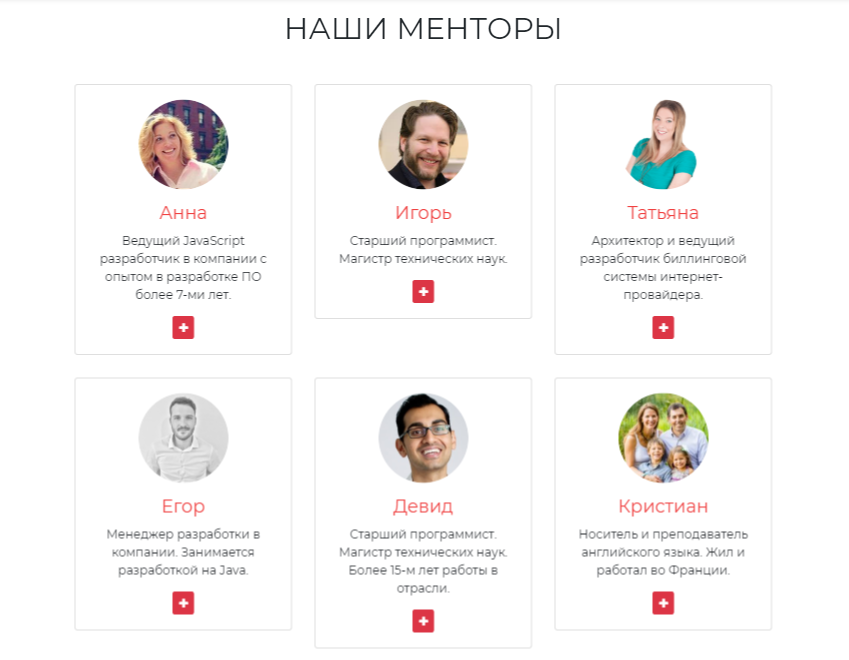 НАШИ МЕНТОРЫ
Анна
Ведущий JavaScript
разработчик в компании с
опытом в разработке ПО
более 7-ми лет.
Игорь
Старший программист.
Магистр технических наук.
Татьяна
Архитектор и ведущий
разработчик биллинговой
системы интернет-
провайдера.
Егор
Менеджер разработки в
компании. Занимается
разработкой на Java.
Девид
Старший программист.
Магистр технических наук.
Более 15-м лет работы в
отрасли.
Кристиан
Носитель и преподаватель
английского языка. Жил и
работал во Франции.